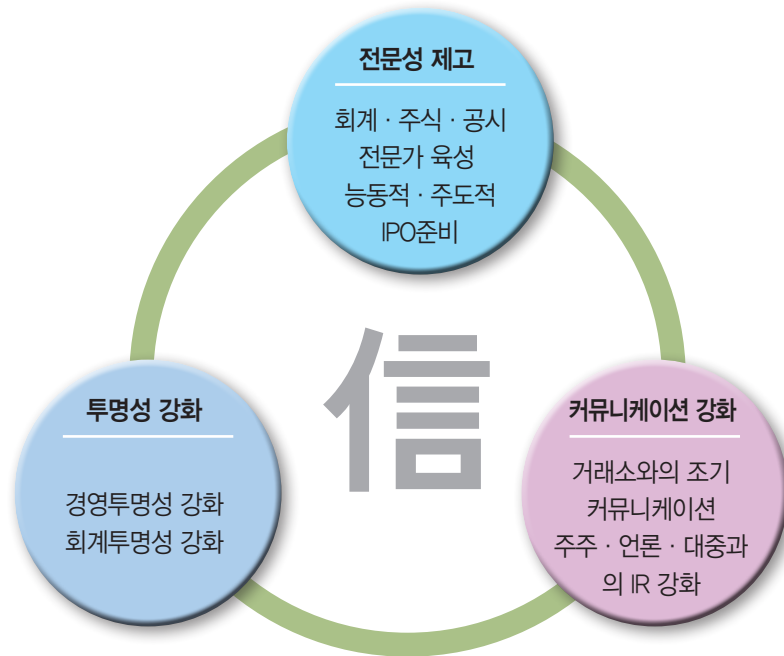 전문성 제고
회계 · 주식 · 공시
전문가 육성
능동적 · 주도적
IPO준비
信
투명성 강화
경영투명성 강화
회계투명성 강화
커뮤니케이션 강화
거래소와의 조기
커뮤니케이션
주주 · 언론 · 대중과
의 IR 강화